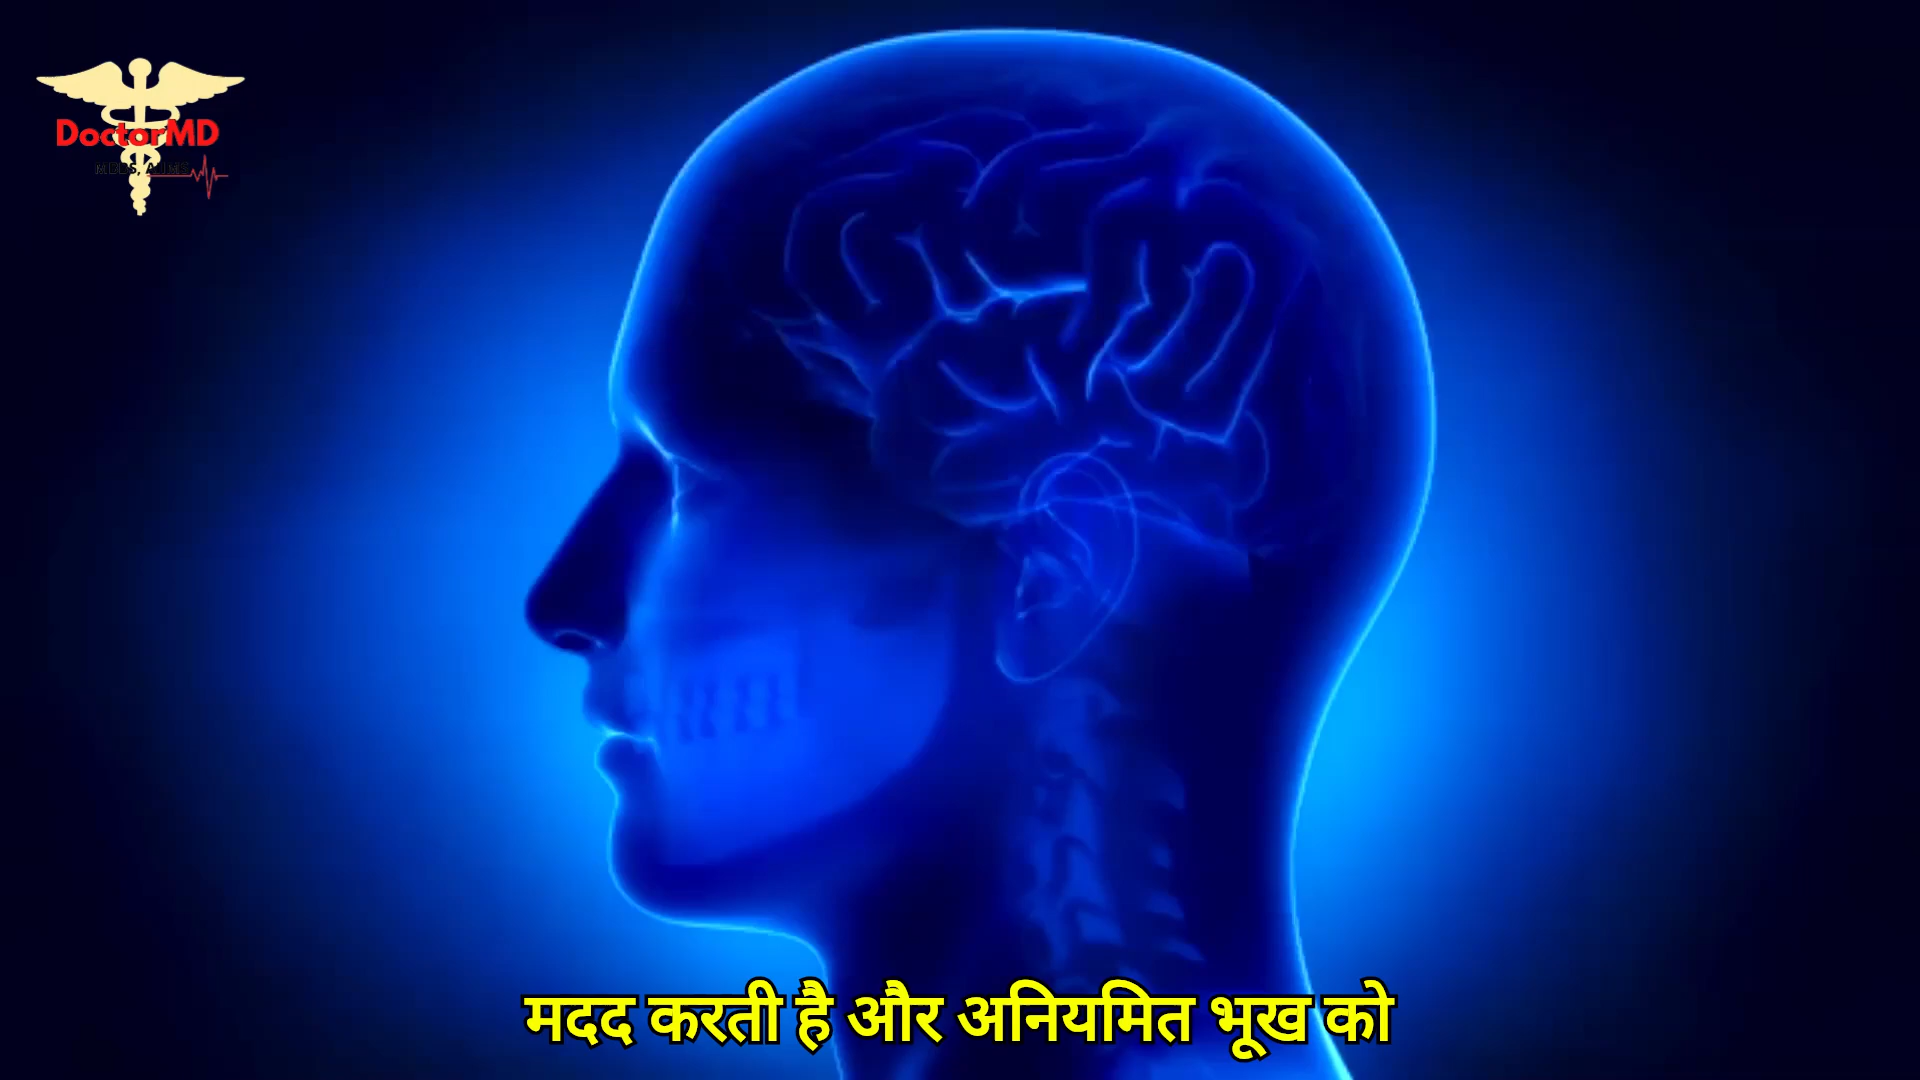 DoctorMD
मदद करती है और अनियमित भूख को